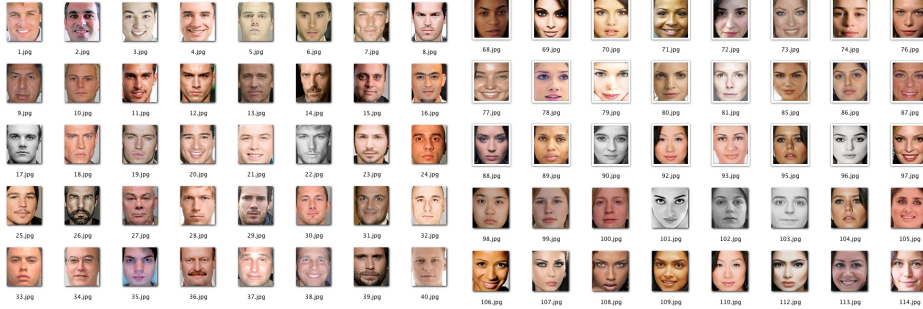 1.jpg 2.jpg 3.jpg 4.jpg 5.jpg 6.jpg 7.jpg 8.jpg
68.jpg 69.jpg 70.jpg 71.jpg 72.jpg 73.jpg 74.jpg 76.jpg
9.jpg 10.jpg 11.jpg 12.jpg 13.jpg 14.jpg 15.jpg 16.jpg
77.jpg 78.jpg 79.jpg 80.jpg 81.jpg 85.jpg 86.jpg 87.jpg
17.jpg 18.jpg 19.jpg 20.jpg 21.jpg 22.jpg 23.jpg 24.jpg
88.jpg 89.jpg 90.jpg 92.jpg 93.jpg 95.jpg 96.jpg 97.jpg
25.jpg 26.jpg 27.jpg 28.jpg 29.jpg 30.jpg 31.jpg 32.jpg
98.jpg 99.jpg 100.jpg 101.jpg 102.jpg 103.jpg 104.jpg 105.jpg
33.jpg 34.jpg 35.jpg 36.jpg 37.jpg 38.jpg 39.jpg 40.jpg
106.jpg 107.jpg 108.jpg 109.jpg 110.jpg 112.jpg 113.jpg 114.jpg